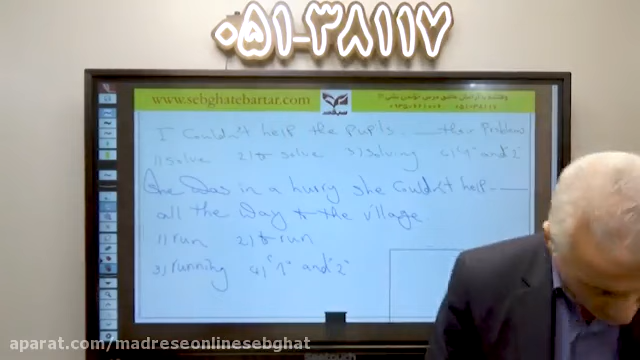 ۰۵۱-۳۸۱۱۷
www.sebghatebartar.com
I Couldn't help the pupils ____ their problems
1) solve 2) to solve 3) solving 4) "1" and "2"
She was in a hurry she Couldn't help ____
all the way to the village
1) run 2) to run
3) running 4) "1" and "2"
aparat.com/madreseonlinesebghat